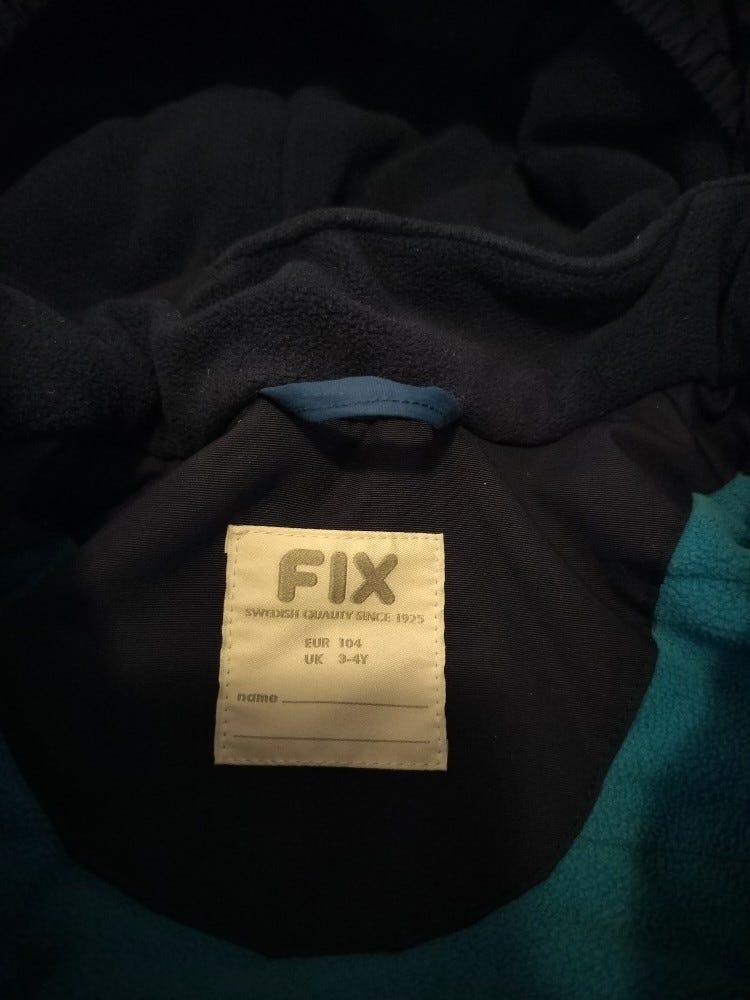 FIX
SWEDISH QUALITY SINCE 1925
EUR 104
UK 3-4Y
name